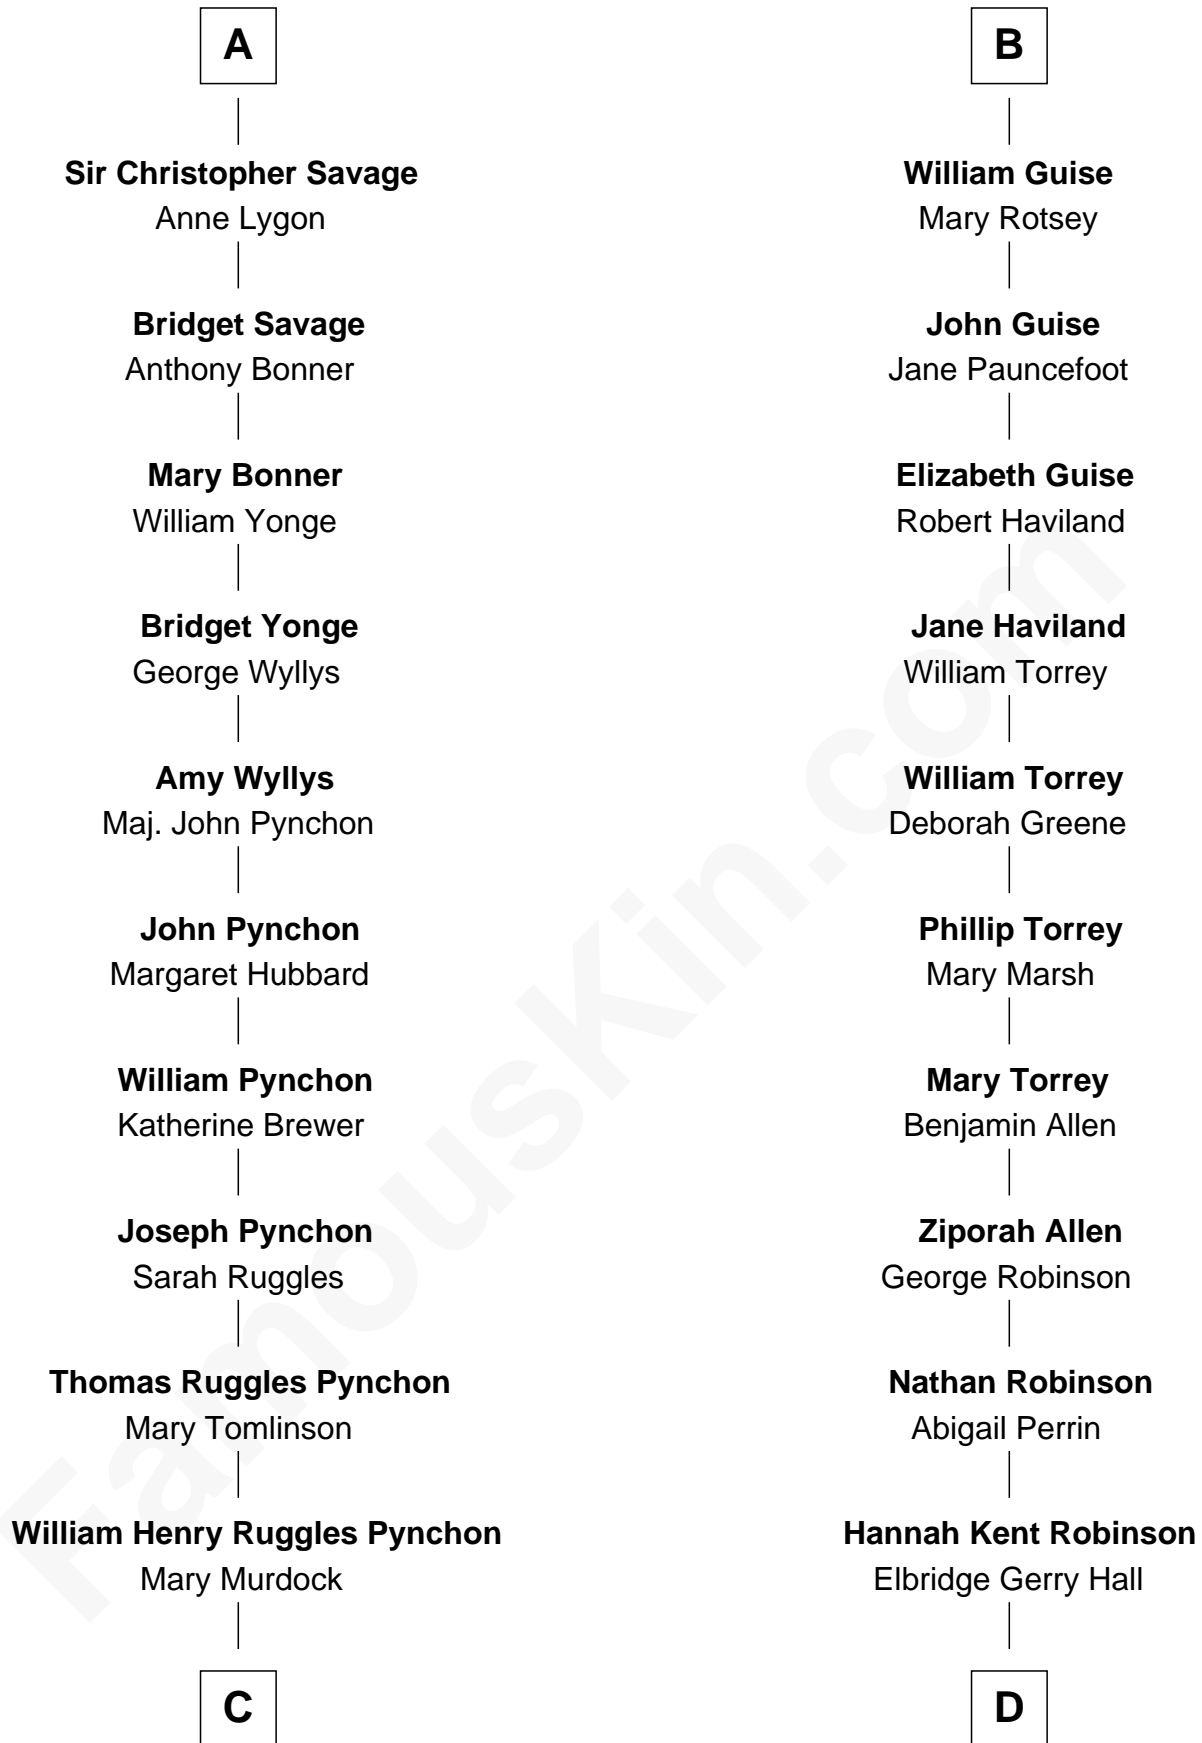 A
Sir Christopher Savage
Anne Lygon
Bridget Savage
Anthony Bonner
Mary Bonner
William Yonge
Bridget Yonge
George Wyllys
Amy Wyllys
Maj. John Pynchon
John Pynchon
Margaret Hubbard
William Pynchon
Katherine Brewer
Joseph Pynchon
Sarah Ruggles
Thomas Ruggles Pynchon
Mary Tomlinson
William Henry Ruggles Pynchon
Mary Murdock
C
B
William Guise
Mary Rotsey
John Guise
Jane Pauncefoot
Elizabeth Guise
Robert Haviland
Jane Haviland
William Torrey
William Torrey
Deborah Greene
Phillip Torrey
Mary Marsh
Mary Torrey
Benjamin Allen
Ziporah Allen
George Robinson
Nathan Robinson
Abigail Perrin
Hannah Kent Robinson
Elbridge Gerry Hall
D
FamousKin.com